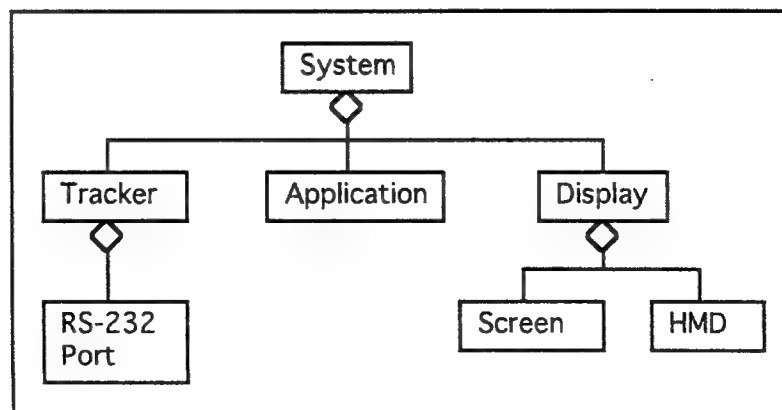 System
Tracker
Application
Display
RS-232
Port
Screen
HMD